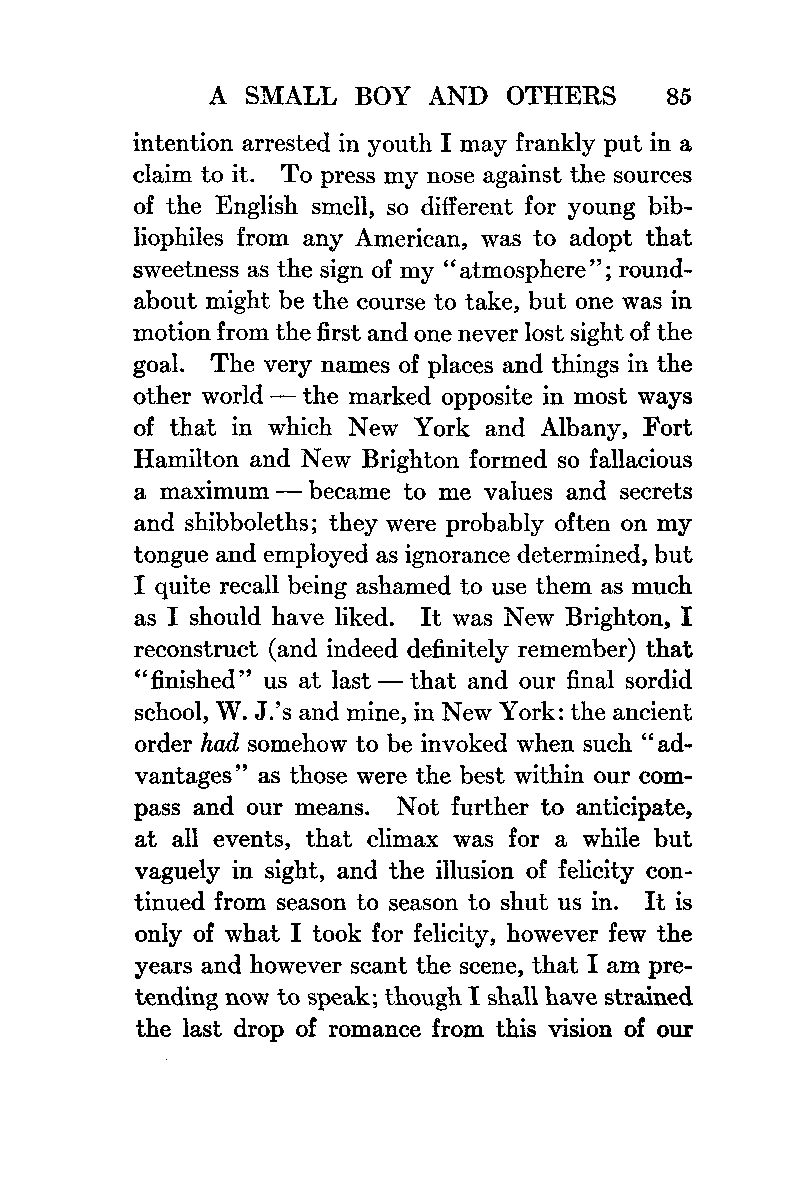 A SMALL BOY AND OTHERS 85
intention arrested in youth I may frankly put in a
claim to it. To press my nose against the sources
of the English smell, so different for young bib-
liophiles from any American, was to adopt that
sweetness as the sign of my “atmosphere”; round-
about might be the course to take, but one was in
motion from the first and one never lost sight of the
goal. The very names of places and things in the
other world — the marked opposite in most ways
of that in which New York and Albany, Fort
Hamilton and New Brighton formed so fallacious
a maximum — became to me values and secrets
and shibboleths; they were probably often on my
tongue and employed as ignorance determined, but
I quite recall being ashamed to use them as much
as I should have liked. It was New Brighton, I
reconstruct (and indeed definitely remember) that
“finished” us at last — that and our final sordid
school, W. J.’s and mine, in New York: the ancient
order had somehow to be invoked when such “ad-
vantages” as those were the best within our com-
pass and our means. Not further to anticipate,
at all events, that climax was for a while but
vaguely in sight, and the illusion of felicity con-
tinued from season to season to shut us in. It is
only of what I took for felicity, however few the
years and however scant the scene, that I am pre-
tending now to speak; though I shall have strained
the last drop of romance from this vision of our